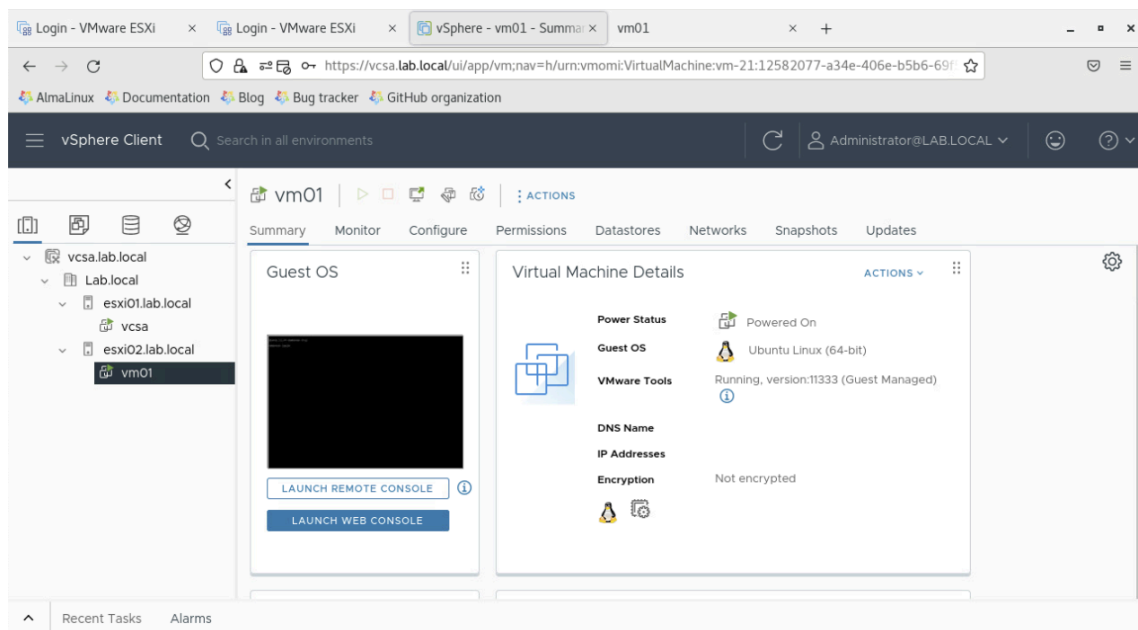 Login - VMware ESXi
Login - VMware ESXi
vSphere - vm01 - Summar
vm01
https://vcsa.lab.local/ui/app/vm;nav=h/urn:vmomi:VirtualMachine:vm-21:12582077-a34e-406e-b5b6-69f
AlmaLinux Documentation Blog Bug tracker GitHub organization
vSphere Client Search in all environments Administrator@LAB.LOCAL
vm01 ACTIONS
Summary Monitor Configure Permissions Datastores Networks Snapshots Updates
vcsa.lab.local
Lab.local
esxi01.lab.local
vcsa
esxi02.lab.local
vm01
Guest OS
LAUNCH REMOTE CONSOLE
LAUNCH WEB CONSOLE
Virtual Machine Details ACTIONS
Power Status Powered On
Guest OS Ubuntu Linux (64-bit)
VMware Tools Running, version:11333 (Guest Managed)
DNS Name
IP Addresses
Encryption Not encrypted
Recent Tasks Alarms